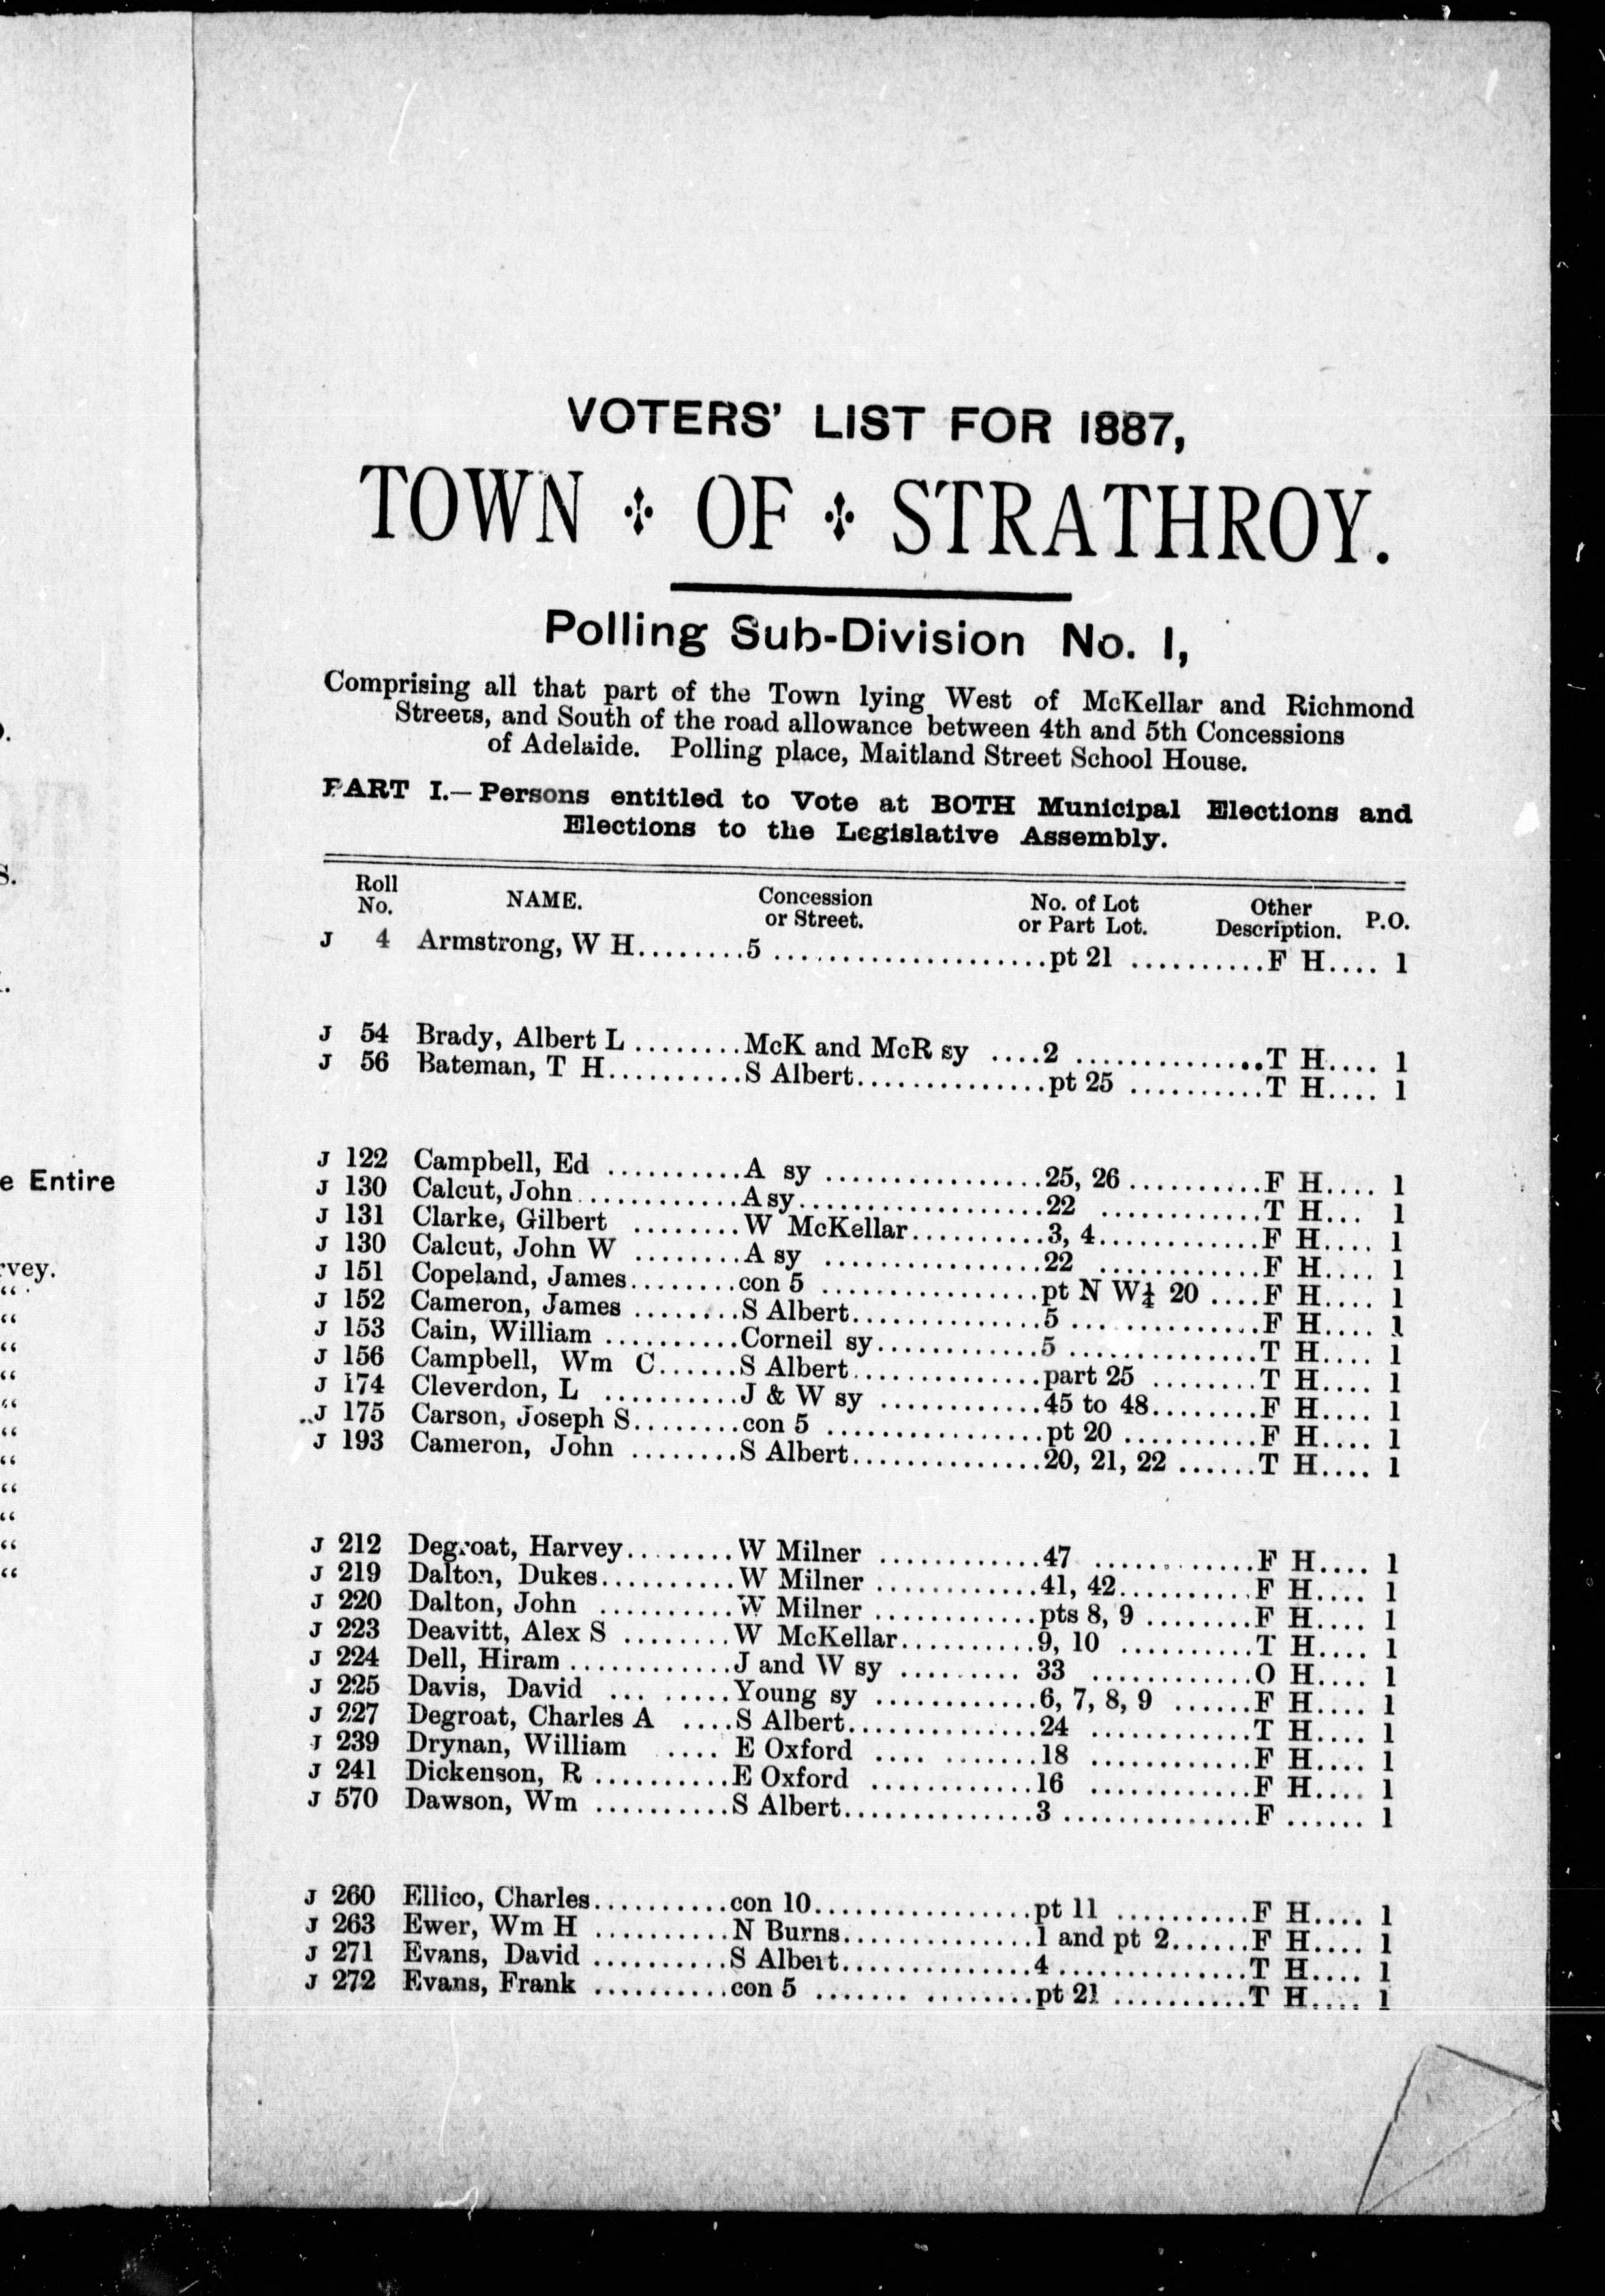 VOTERS' LIST FOR 1887,
TOWN OF STRATHROY.
Polling Sub-Division No. 1,
Comprising all that part of the Town lying West of McKellar and Richmond
Streets, and South of the road allowance between 4th and 5th Concessions
of Adelaide. Polling place, Maitland Street School House.
PART I.—Persons entitled to Vote at BOTH Municipal Elections and
Elections to the Legislative Assembly.
Roll No. NAME. Concession or Street. No. of Lot or Part Lot. Other Description. P.O.
J 4 Armstrong, W H........5 ......................pt 21 ...........F H.... 1
J 54 Brady, Albert L ........McK and McR sy ....2 ................T H.... 1
J 56 Bateman, T H..........S Albert...............pt 25 ...........T H.... 1
J 122 Campbell, Ed ...........A sy .................25, 26...........F H.... 1
J 130 Calcut, John.............A sy....................22 .............T H... 1
J 131 Clarke, Gilbert ........W McKellar...........3, 4.............F H.... 1
J 130 Calcut, John W ........A sy .................22 .............F H.... 1
J 151 Copeland, James........con 5 .................pt N W¼ 20 ....F H.... 1
J 152 Cameron, James ........S Albert...............5 ...............F H.... 1
J 153 Cain, William ...........Corneil sy.............5 ...............T H.... 1
J 156 Campbell, Wm C......S Albert...............part 25 .........T H.... 1
J 174 Cleverdon, L ...........J & W sy .............45 to 48.........F H.... 1
J 175 Carson, Joseph S........con 5 .................pt 20 ...........F H.... 1
J 193 Cameron, John ........S Albert...............20, 21, 22 ......T H.... 1
J 212 Degroat, Harvey........W Milner .............47 .............F H.... 1
J 219 Dalton, Dukes...........W Milner .............41, 42...........F H.... 1
J 220 Dalton, John ...........W Milner .............pts 8, 9 .........F H.... 1
J 223 Deavitt, Alex S ........W McKellar...........9, 10 ...........T H.... 1
J 224 Dell, Hiram .............J and W sy ......... 33 .............O H.... 1
J 225 Davis, David ... ......Young sy .............6, 7, 8, 9 ......F H.... 1
J 227 Degroat, Charles A ....S Albert...............24 .............T H.... 1
J 239 Drynan, William .... E Oxford .... ........18 .............F H.... 1
J 241 Dickenson, R ...........E Oxford .............16 .............F H.... 1
J 570 Dawson, Wm ...........S Albert...............3 ...............F ...... 1
J 260 Ellico, Charles...........con 10.................pt 11 ...........F H.... 1
J 263 Ewer, Wm H ...........N Burns...............1 and pt 2......F H.... 1
J 271 Evans, David ...........S Albert...............4 ...............T H.... 1
J 272 Evans, Frank ...........con 5 ....... .........pt 21 ...........T H.... 1
e Entire